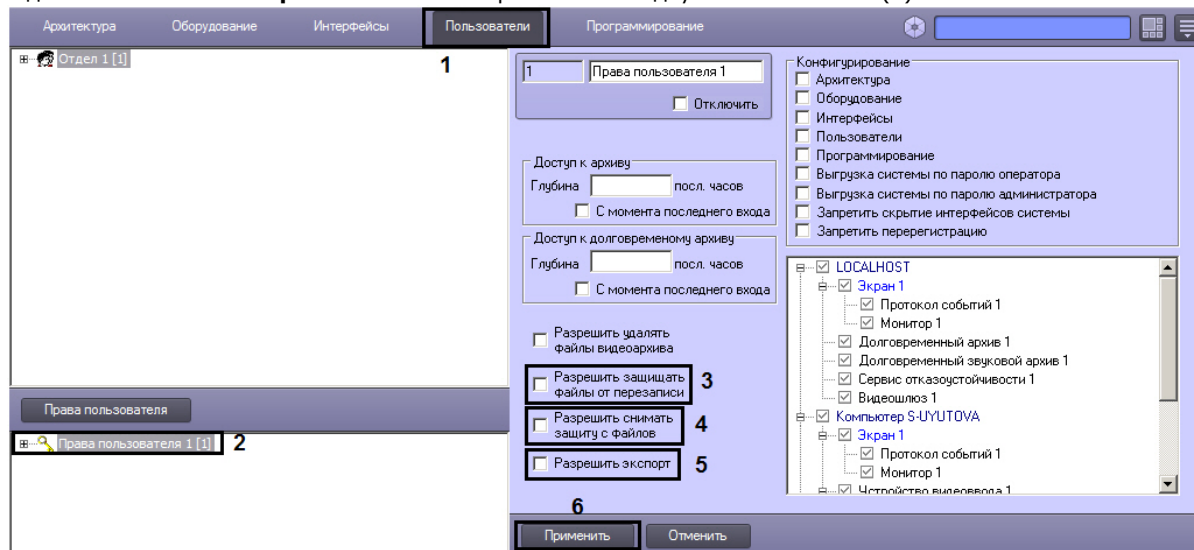 Архитектура Оборудование Интерфейсы Пользователи Программирование
Отдел 1 [1]
1
1 Права пользователя 1
Отключить
Доступ к архиву
Глубина посл. часов
С момента последнего входа
Доступ к долговременому архиву
Глубина посл. часов
С момента последнего входа
Разрешить удалять
файлы видеоархива
Разрешить защищать
файлы от перезаписи
3
Разрешить снимать
защиту с файлов
4
Разрешить экспорт
5
Конфигурирование
Архитектура
Оборудование
Интерфейсы
Пользователи
Программирование
Выгрузка системы по паролю оператора
Выгрузка системы по паролю администратора
Запретить скрытие интерфейсов системы
Запретить перерегистрацию
LOCALHOST
Экран 1
Протокол событий 1
Монитор 1
Долговременный архив 1
Долговременный звуковой архив 1
Сервис отказоустойчивости 1
Видеошлюз 1
Компьютер S-UYUTOVA
Экран 1
Протокол событий 1
Монитор 1
Устройство видеоввода 1
Права пользователя
Права пользователя 1 [1]
2
6
Применить Отменить